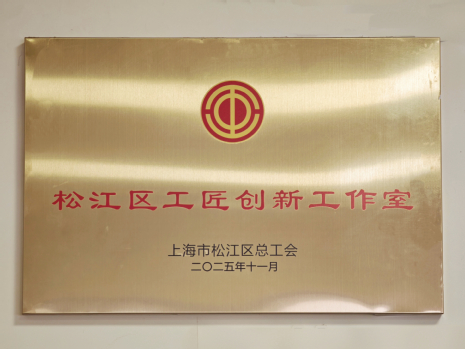 松江区工匠创新工作室
上海市松江区总工会
二〇二五年十一月